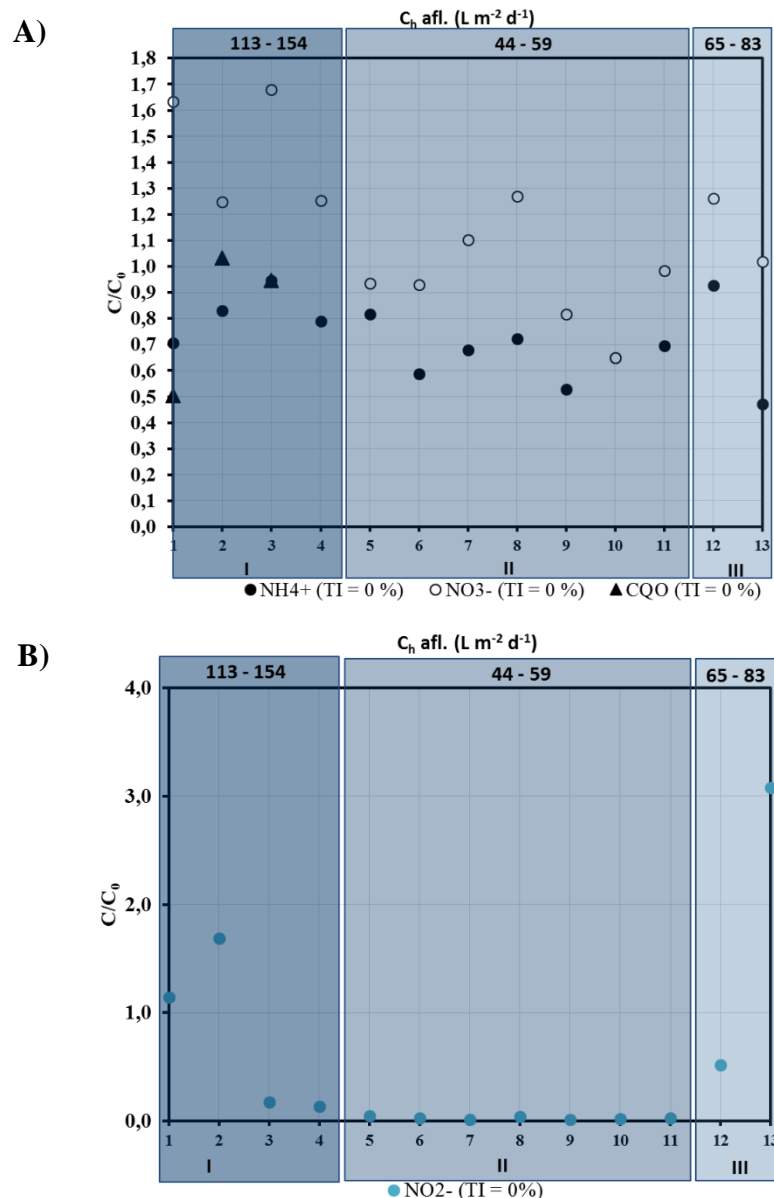 A)
C_h afl. (L m⁻² d⁻¹)
113 - 154 44 - 59 65 - 83
C/C₀
1,8
1,7
1,6
1,5
1,4
1,3
1,2
1,1
1,0
0,9
0,8
0,7
0,6
0,5
0,4
0,3
0,2
0,1
0,0
1 2 3 4 5 6 7 8 9 10 11 12 13
I II III
NH4+ (TI = 0 %) NO3- (TI = 0 %) CQO (TI = 0 %)
B)
C_h afl. (L m⁻² d⁻¹)
113 - 154 44 - 59 65 - 83
C/C₀
4,0
3,0
2,0
1,0
0,0
1 2 3 4 5 6 7 8 9 10 11 12 13
I II III
NO2- (TI = 0%)